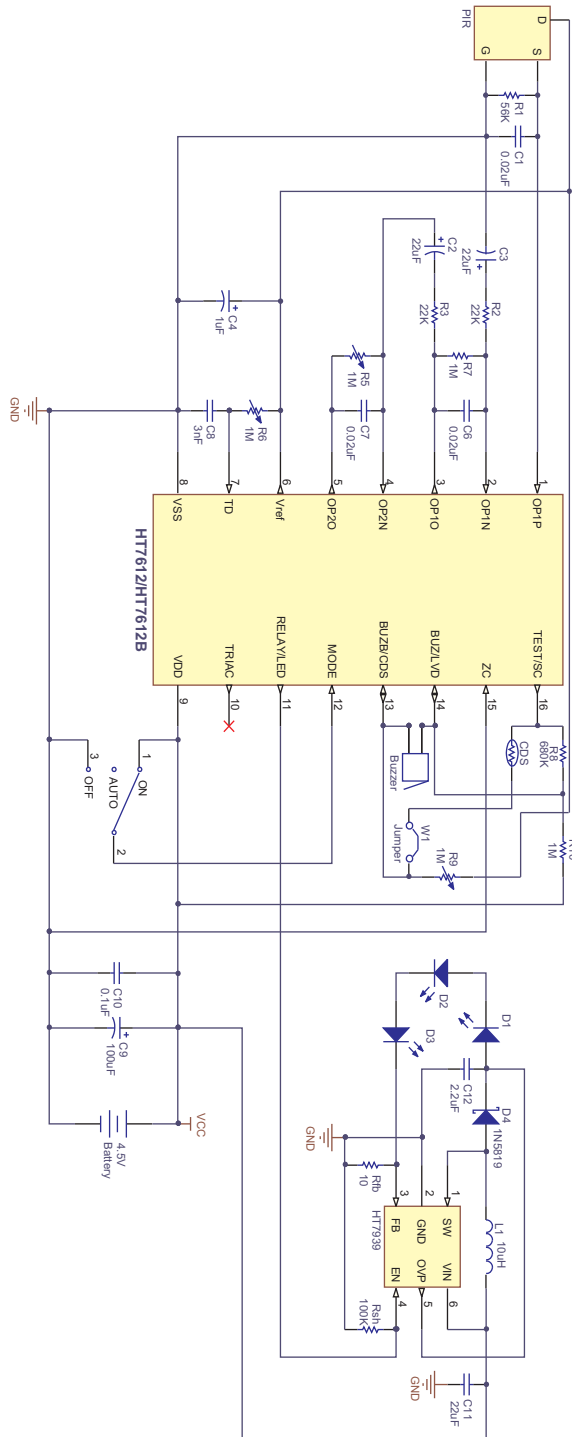 PIR
D
S
G
R1
56K
C1
0.02uF
C2
22uF
C3
22uF
R3
22K
R2
22K
C4
1uF
R5
1M
R7
1M
C7
0.02uF
C6
0.02uF
C8
3nF
R6
1M
GND
8
7
6
5
4
3
2
1
VSS
TD
Vref
OP2O
OP2N
OP1O
OP1N
OP1P
HT7612/HT7612B
VDD
TRIAC
RELAY/LED
MODE
BUZB/CDS
BUZ/LVD
ZC
TEST/SC
9
10
11
12
13
14
15
16
ON
AUTO
OFF
1
2
3
Buzzer
CDS
R8
680K
1M
W1
Jumper
R9
1M
C10
0.1uF
C9
100uF
4.5V
Battery
VCC
D2
D1
D3
C12
2.2uF
D4
1N5819
GND
Rfb
10
HT7939
3
2
1
FB
GND
SW
EN
OVP
VIN
4
5
6
L1 10uH
Rsh
100K
GND
C11
22uF